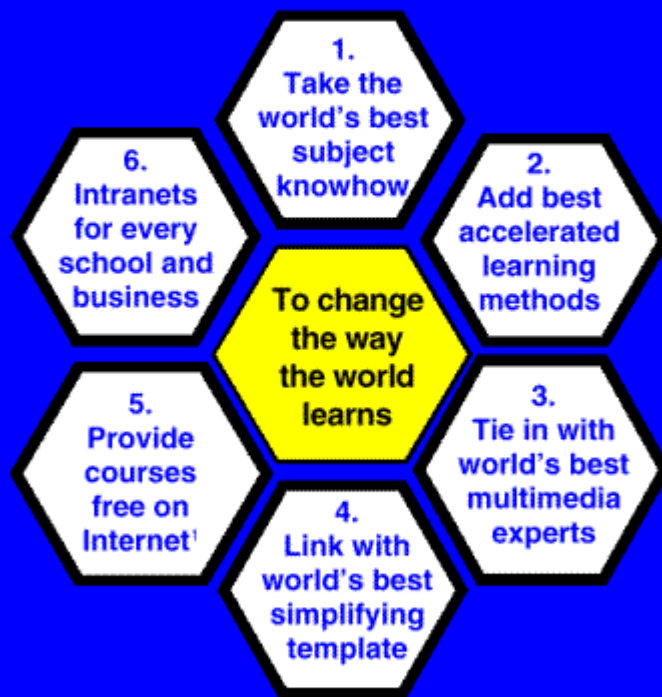 1.
Take the
world's best
subject
knowhow
2.
Add best
accelerated
learning
methods
3.
Tie in with
world's best
multimedia
experts
4.
Link with
world's best
simplifying
template
5.
Provide
courses
free on
Internet¹
6.
Intranets
for every
school and
business
To change
the way
the world
learns